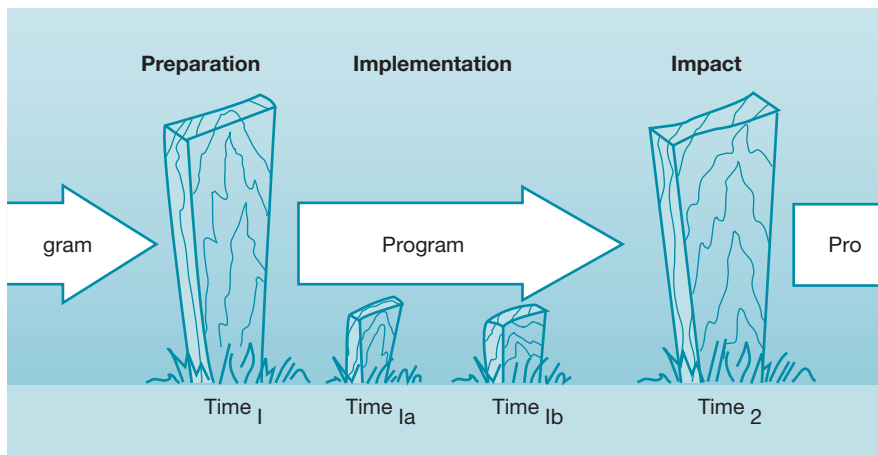 Preparation Implementation Impact
gram Program Pro
Time I Time Ia Time Ib Time 2